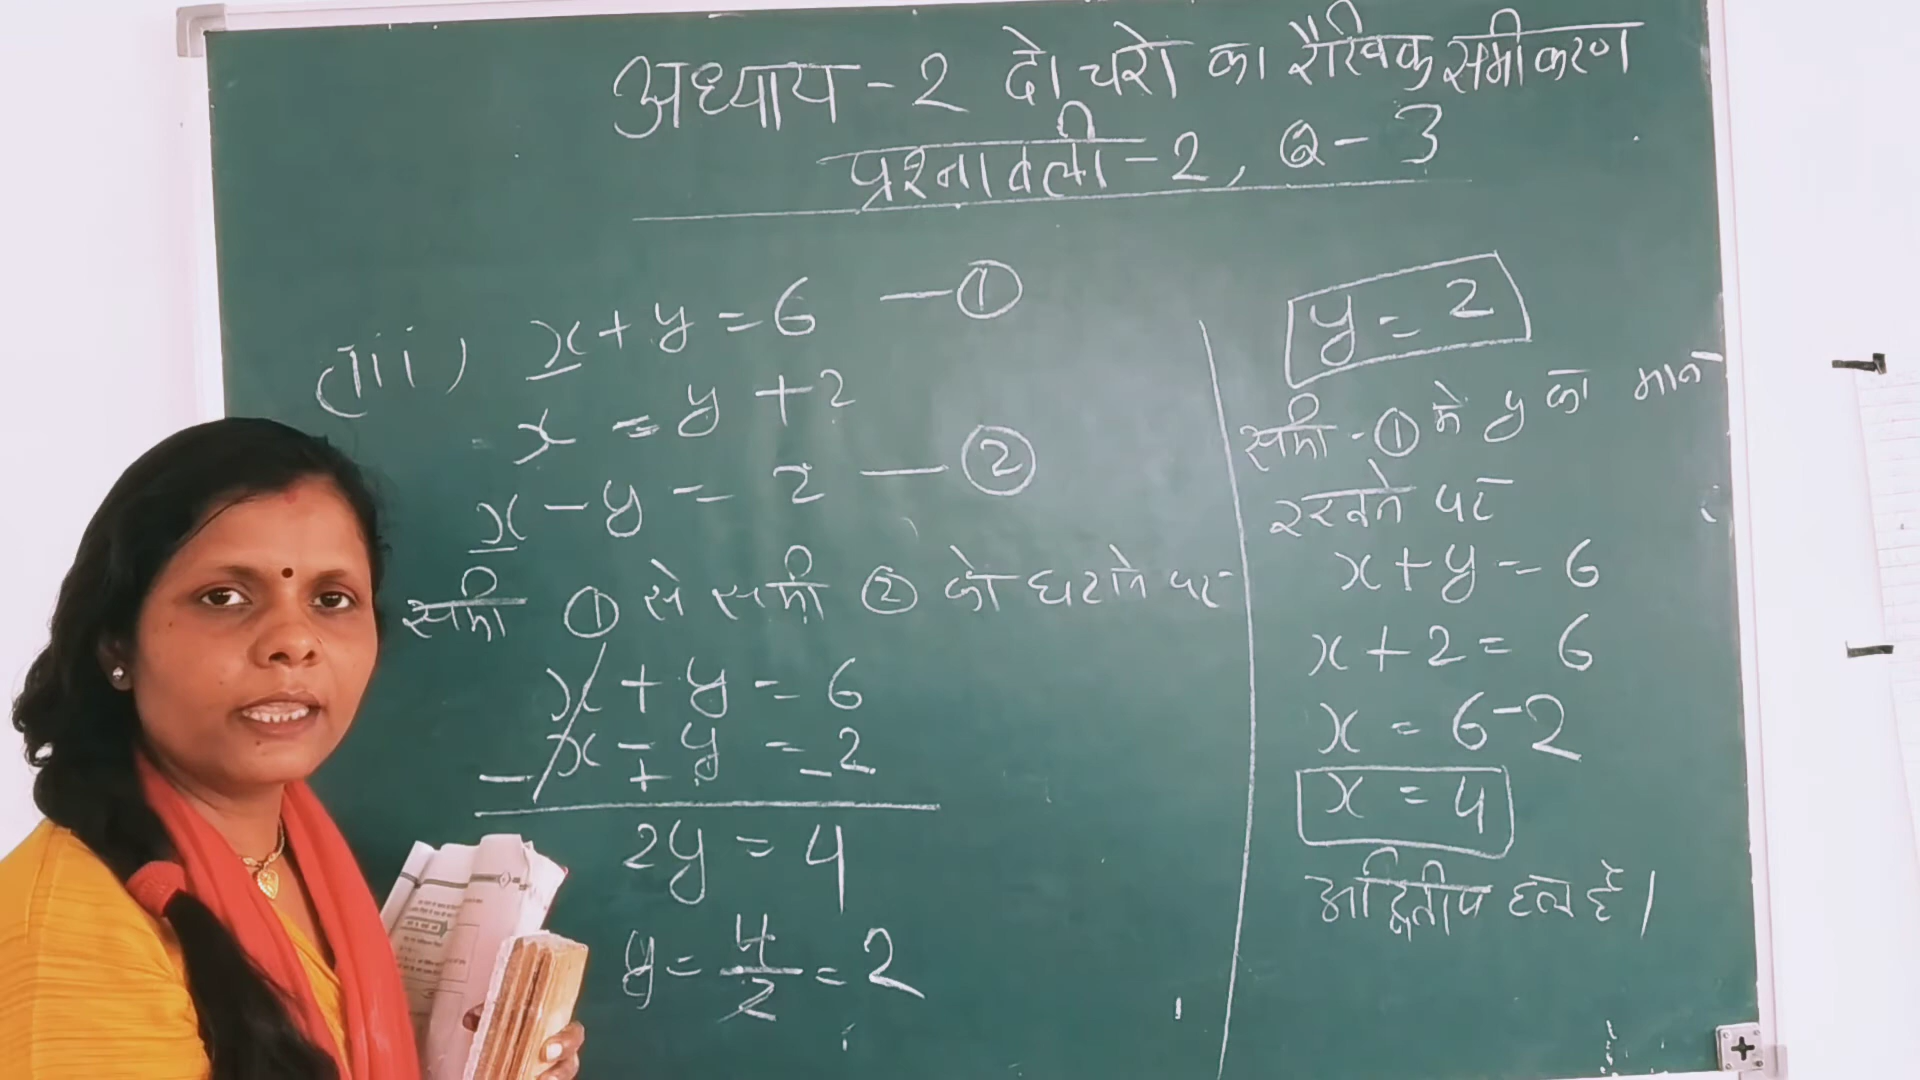 अध्याय - 2 दो चरो का रैखिक समीकरण
प्रश्नावली - 2, Q - 3
(iii) x + y = 6 — ①
x = y + 2
x - y = 2 — ②
समी ① से समी ② को घटाने पर
x + y = 6
x - y = 2
- + -
2y = 4
y = 4/2 = 2
y = 2
समी - ① मे y का मान
रखने पर
x + y = 6
x + 2 = 6
x = 6 - 2
x = 4
अद्वितीय हल है।